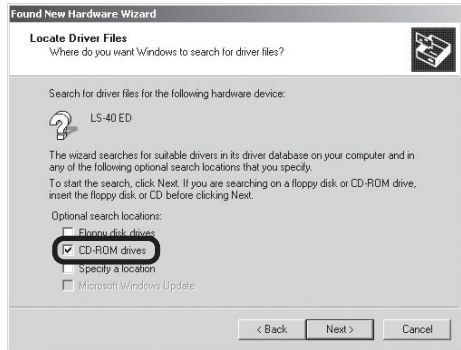 Found New Hardware Wizard
Locate Driver Files
Where do you want Windows to search for driver files?
Search for driver files for the following hardware device:
LS-40 ED
The wizard searches for suitable drivers in its driver database on your computer and in
any of the following optional search locations that you specify.
To start the search, click Next. If you are searching on a floppy disk or CD-ROM drive,
insert the floppy disk or CD before clicking Next.
Optional search locations:
Floppy disk drives
CD-ROM drives
Specify a location
Microsoft Windows Update
< Back
Next >
Cancel